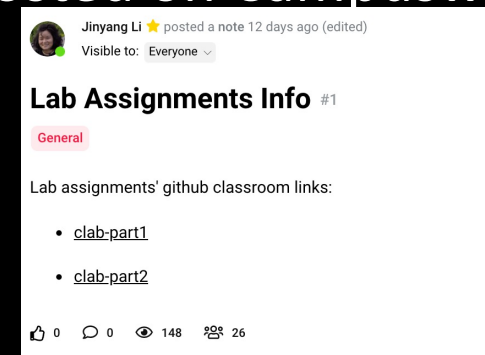 Jinyang Li posted a note 12 days ago (edited)
Visible to: Everyone
Lab Assignments Info #1
General
Lab assignments' github classroom links:
• clab-part1
• clab-part2
0 0 148 26